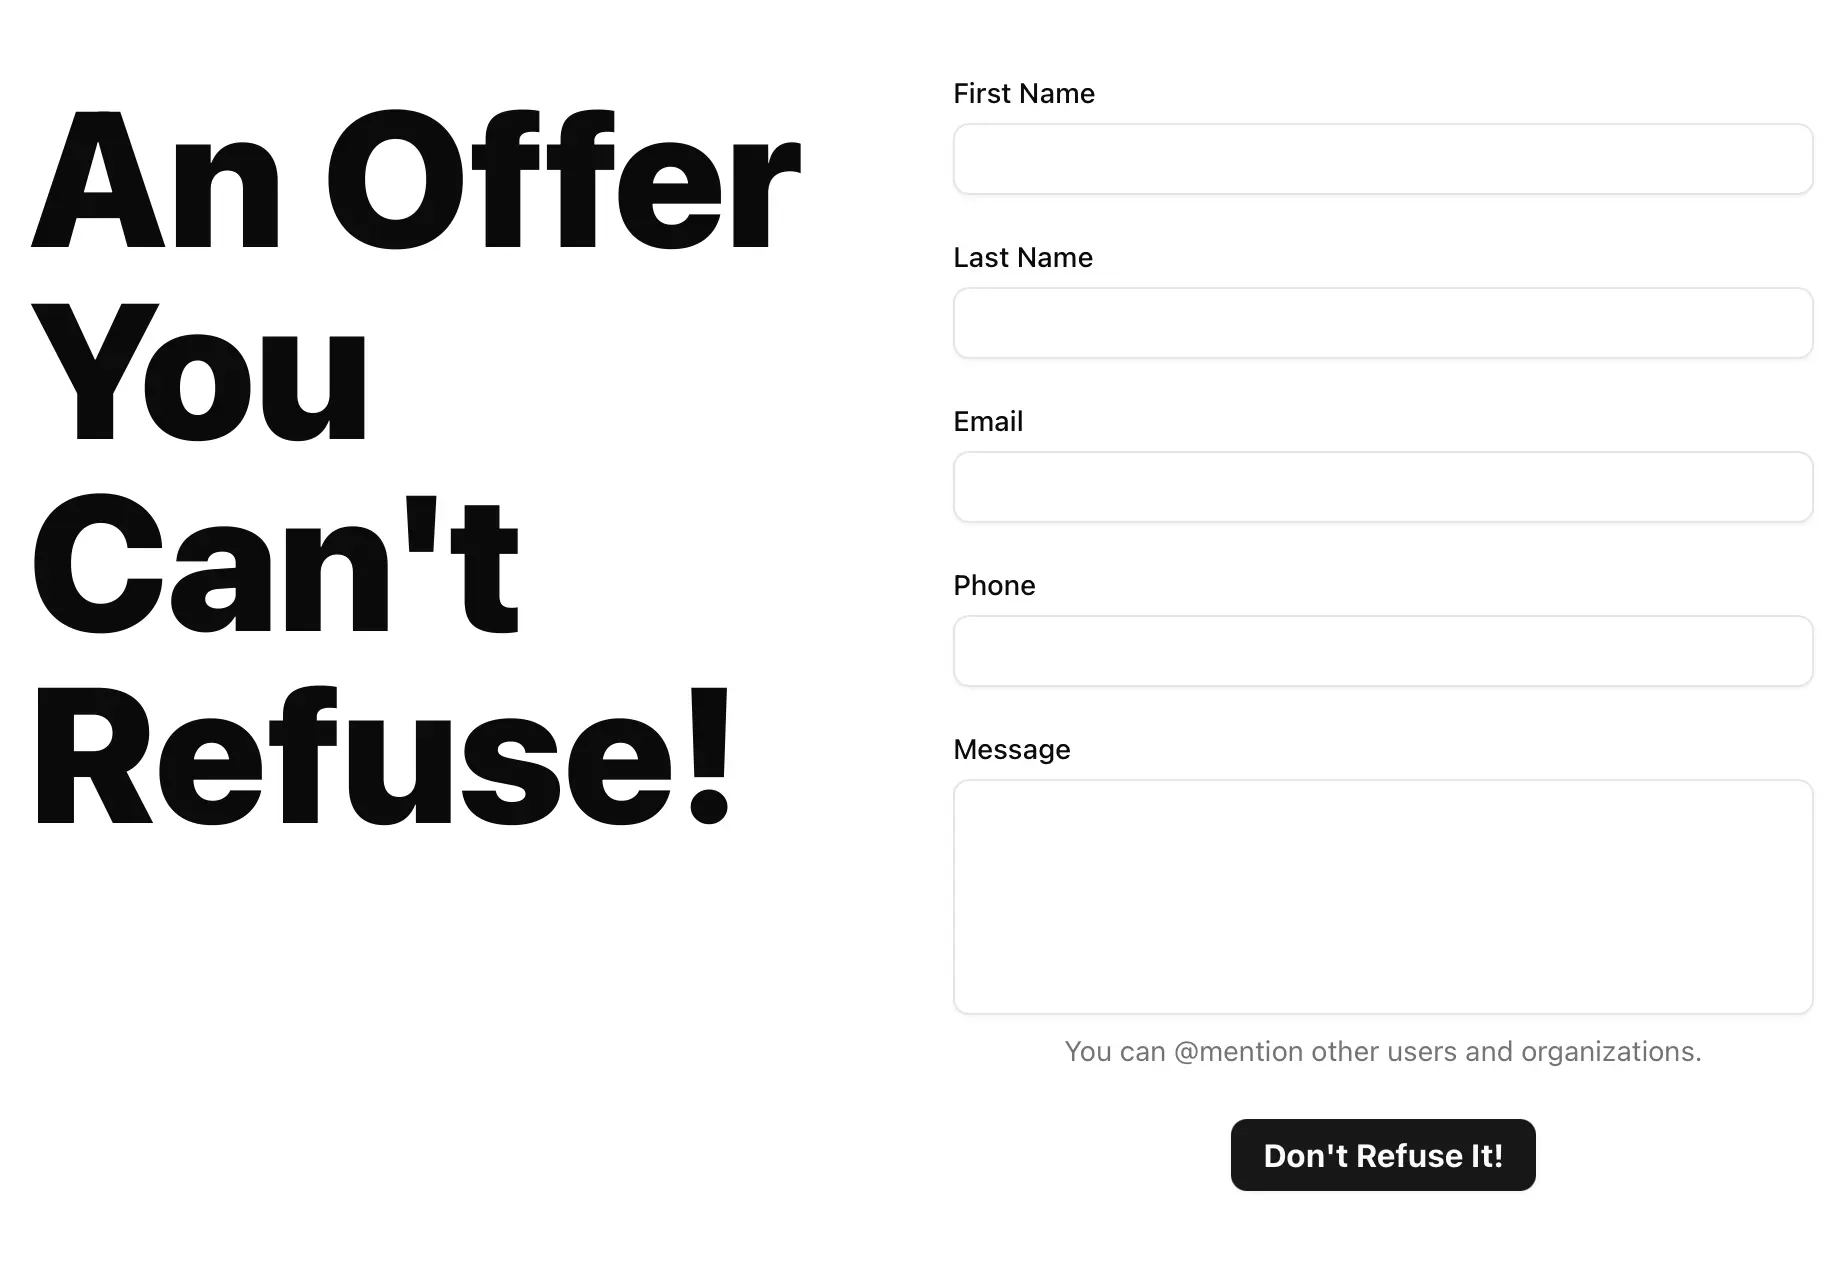 An Offer
You
Can't
Refuse!
First Name
Last Name
Email
Phone
Message
You can @mention other users and organizations.
Don't Refuse It!